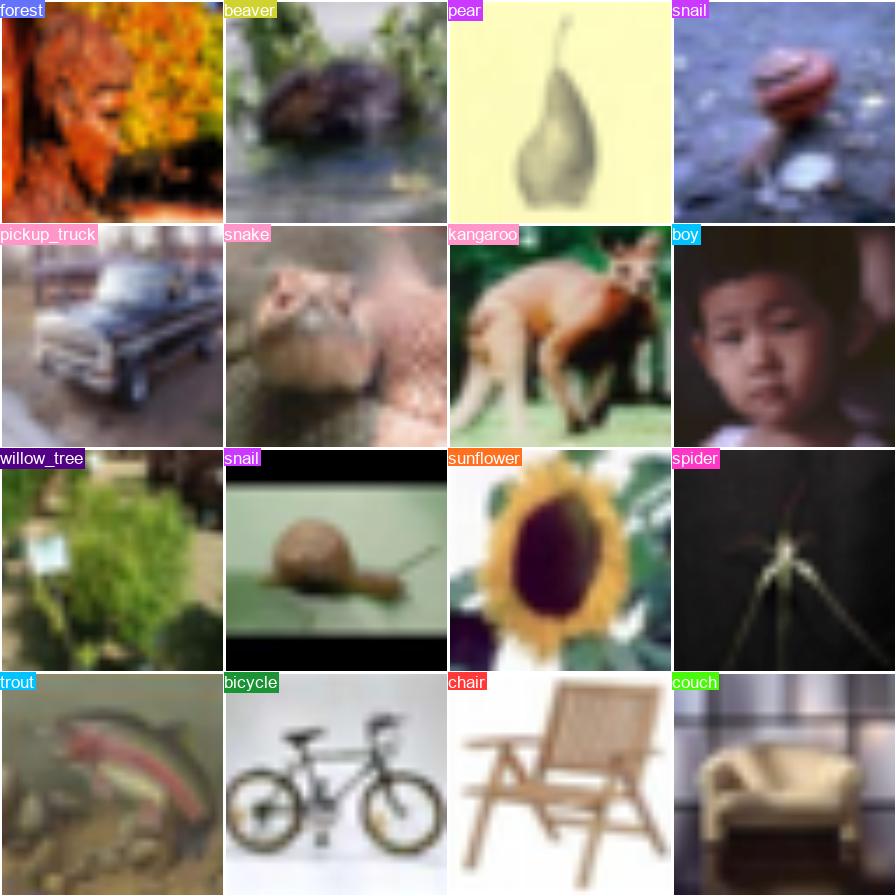 forest
beaver
pear
snail
pickup_truck
snake
kangaroo
boy
willow_tree
snail
sunflower
spider
trout
bicycle
chair
couch